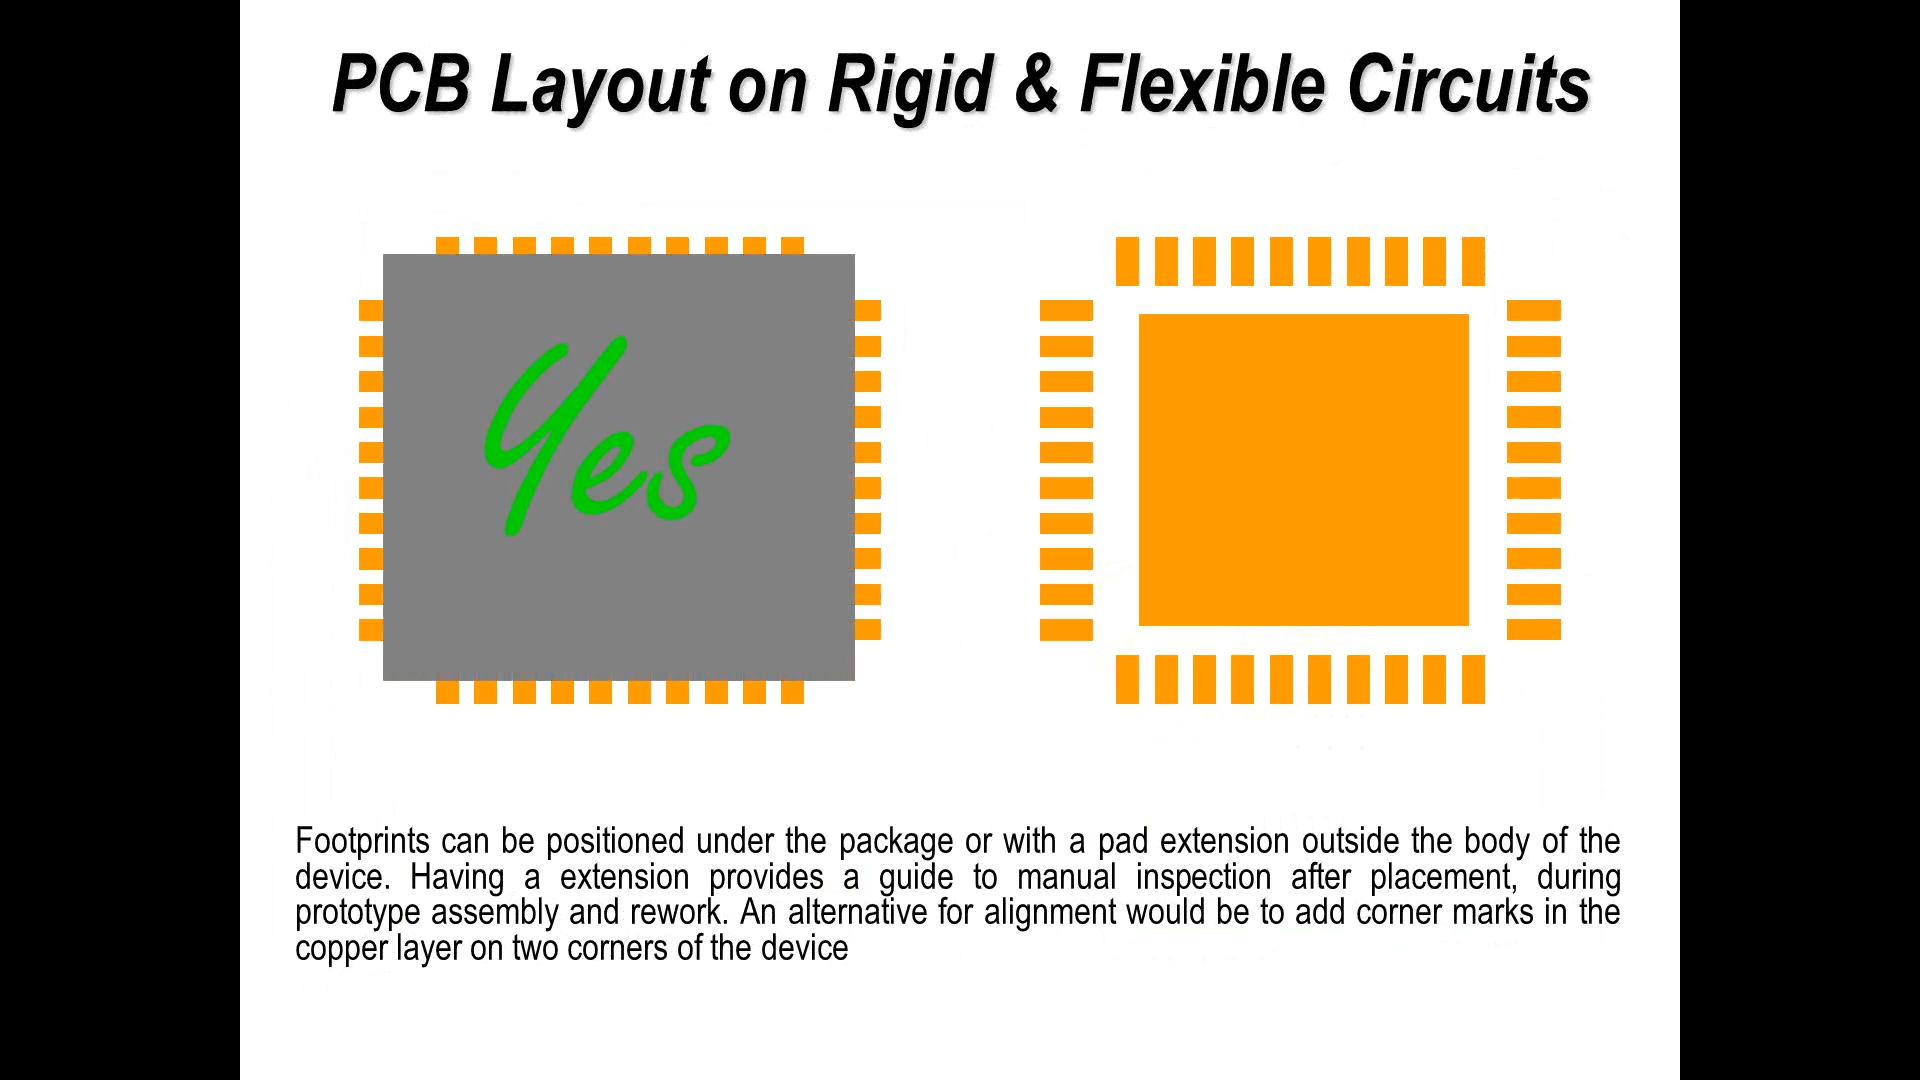 PCB Layout on Rigid & Flexible Circuits
Yes
Footprints can be positioned under the package or with a pad extension outside the body of the
device. Having a extension provides a guide to manual inspection after placement, during
prototype assembly and rework. An alternative for alignment would be to add corner marks in the
copper layer on two corners of the device